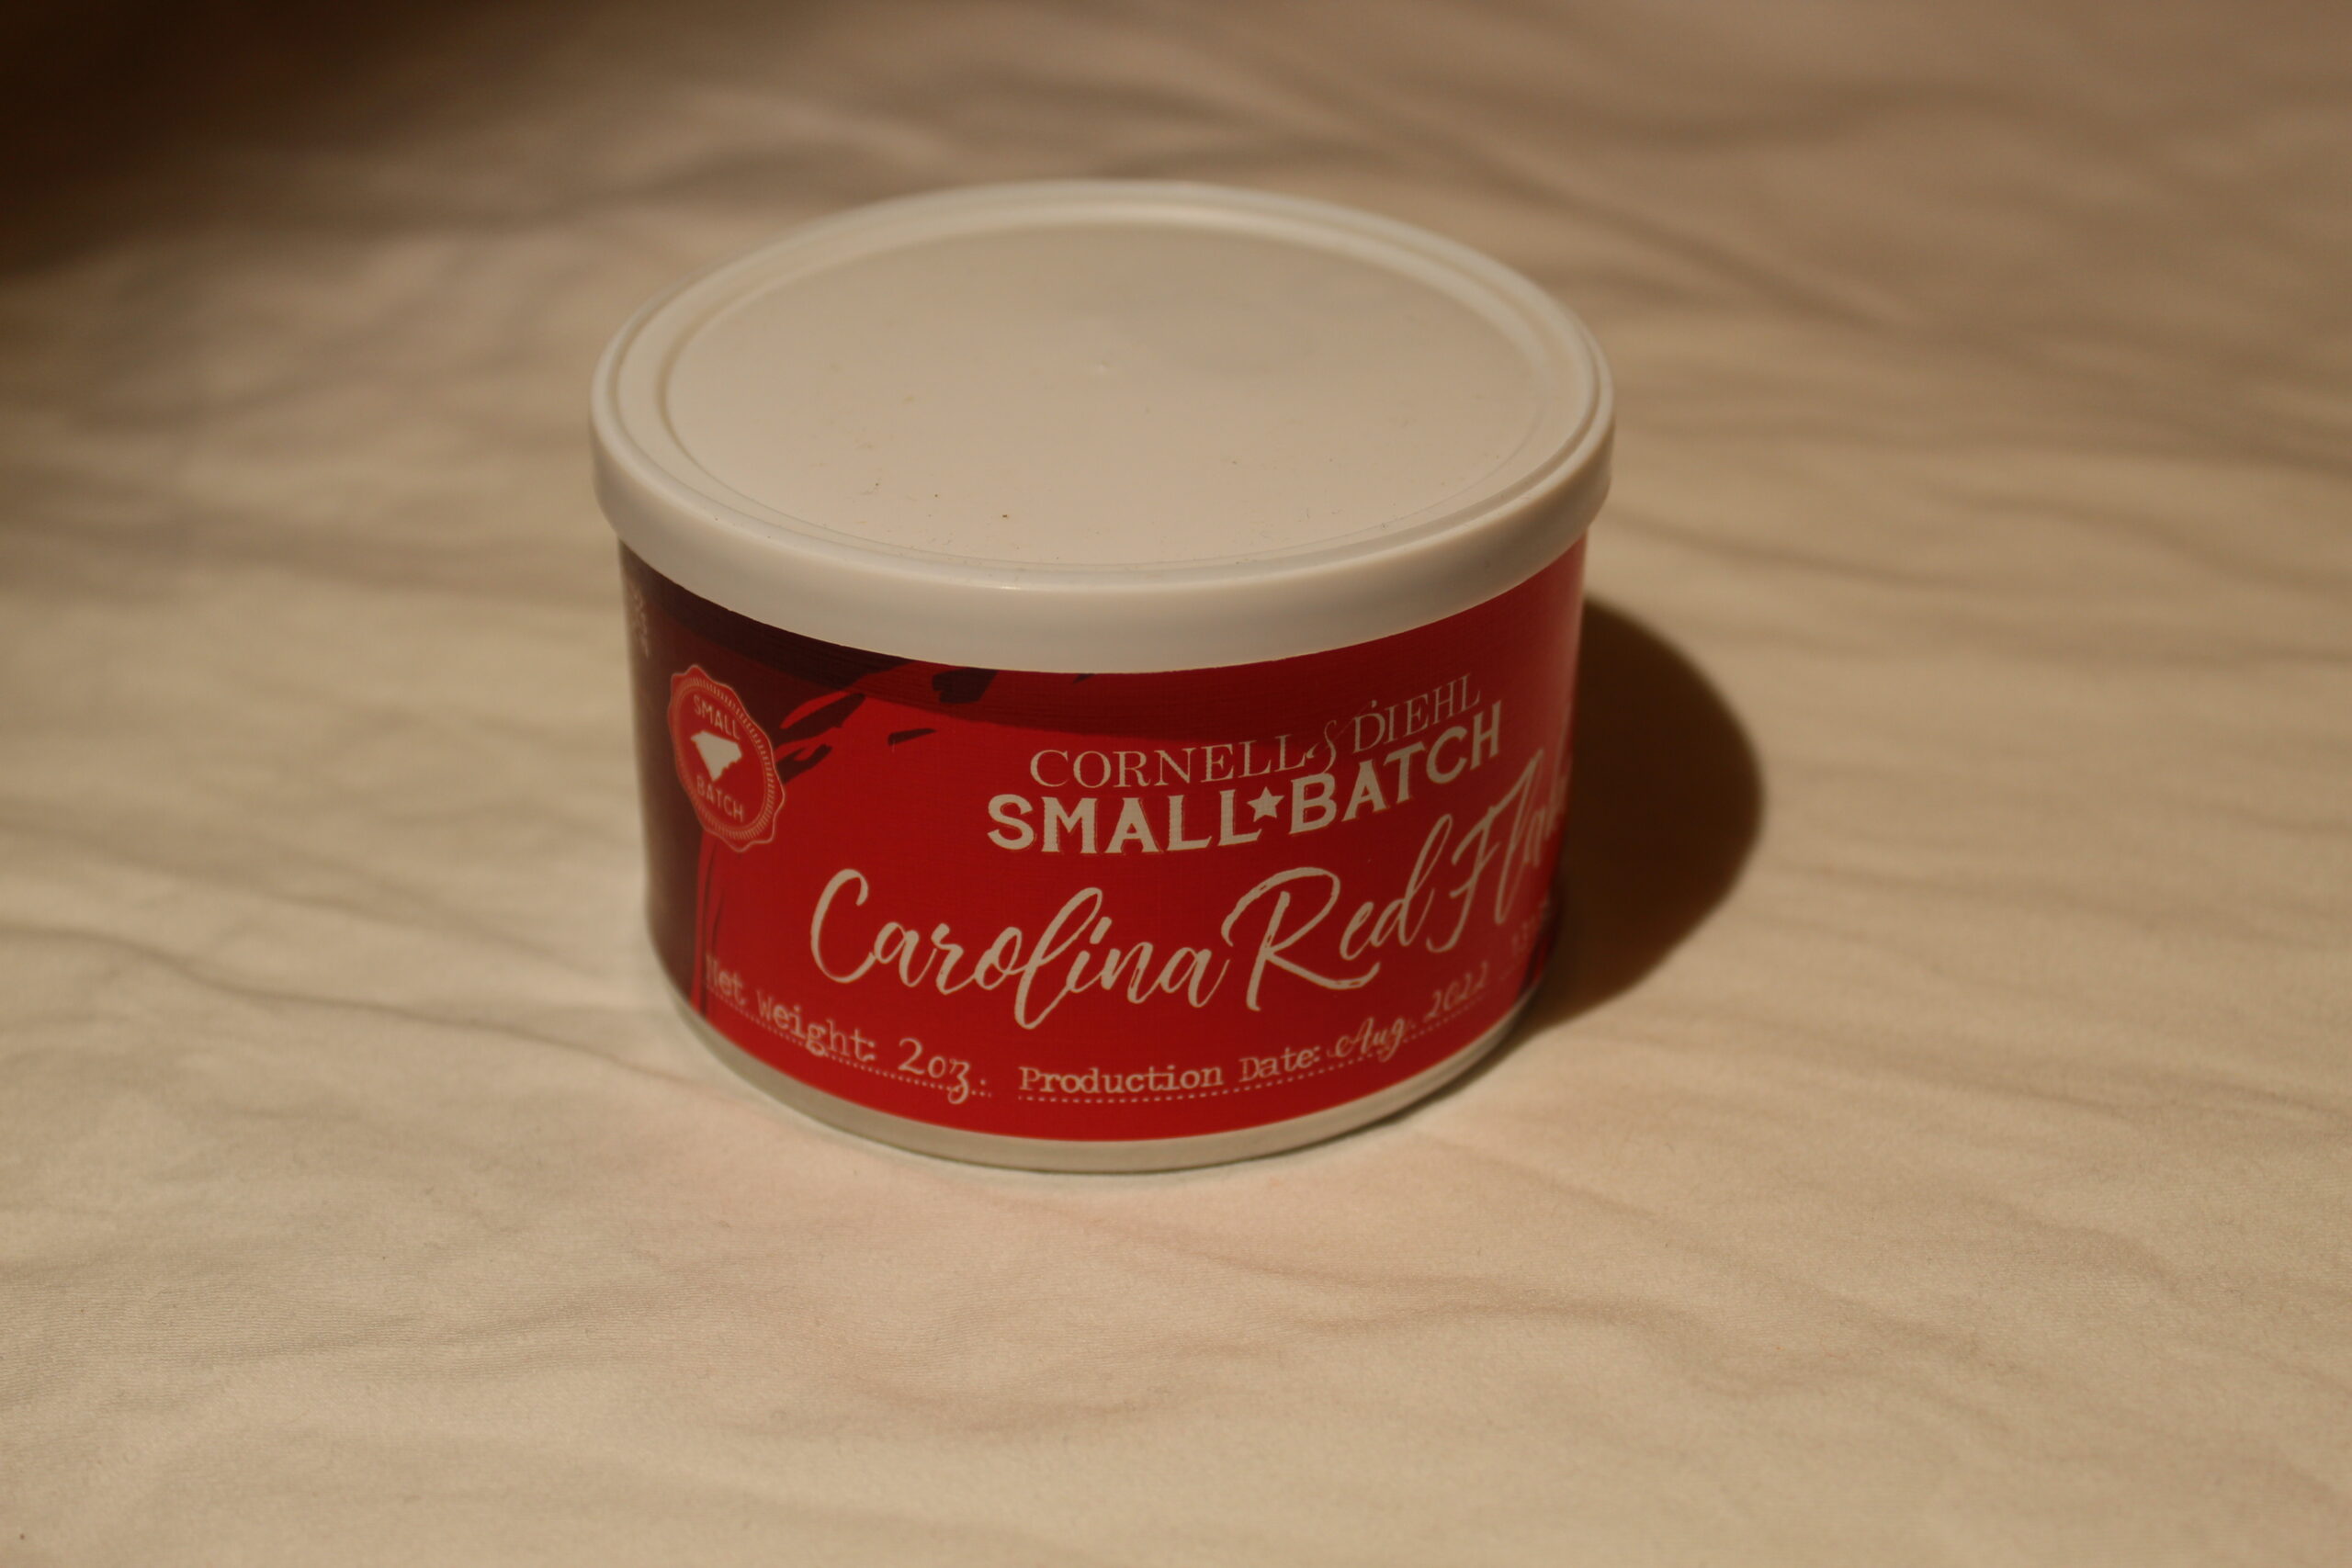 SMALL
BATCH
CORNELL & DIEHL
SMALL★BATCH
Carolina Red
Net Weight: 2oz.
Production Date: Aug. 2022